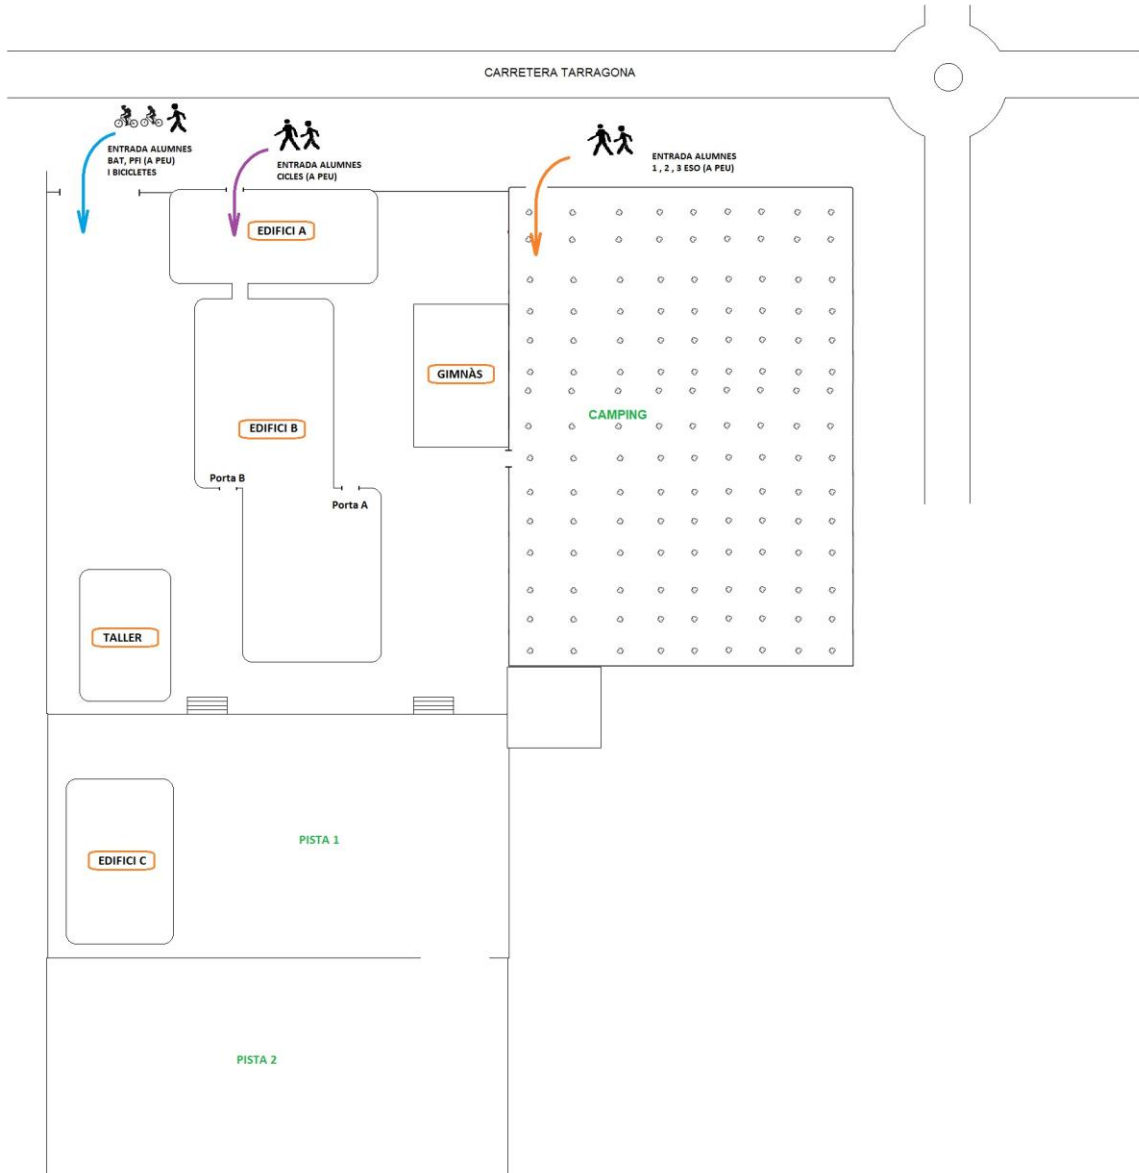 CARRETERA TARRAGONA
ENTRADA ALUMNES
BAT, PFI (A PEU)
I BICICLETES
ENTRADA ALUMNES
CICLES (A PEU)
ENTRADA ALUMNES
1 , 2 , 3 ESO (A PEU)
EDIFICI A
GIMNÀS
CAMPING
EDIFICI B
Porta B
Porta A
TALLER
PISTA 1
EDIFICI C
PISTA 2